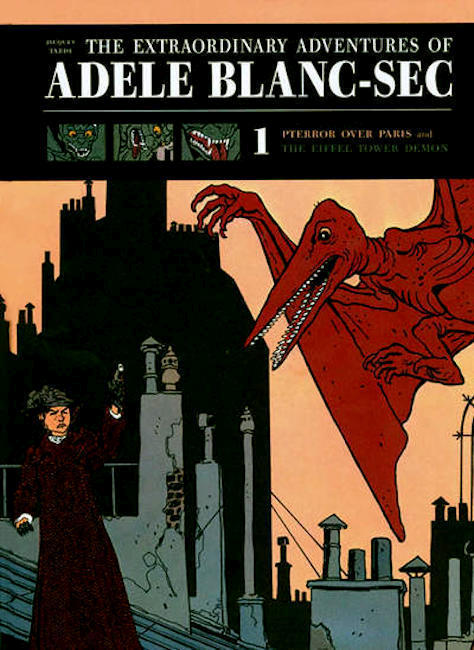 JACQUES
TARDI
THE EXTRAORDINARY ADVENTURES OF
ADELE BLANC-SEC
1
PTERROR OVER PARIS and
THE EIFFEL TOWER DEMON